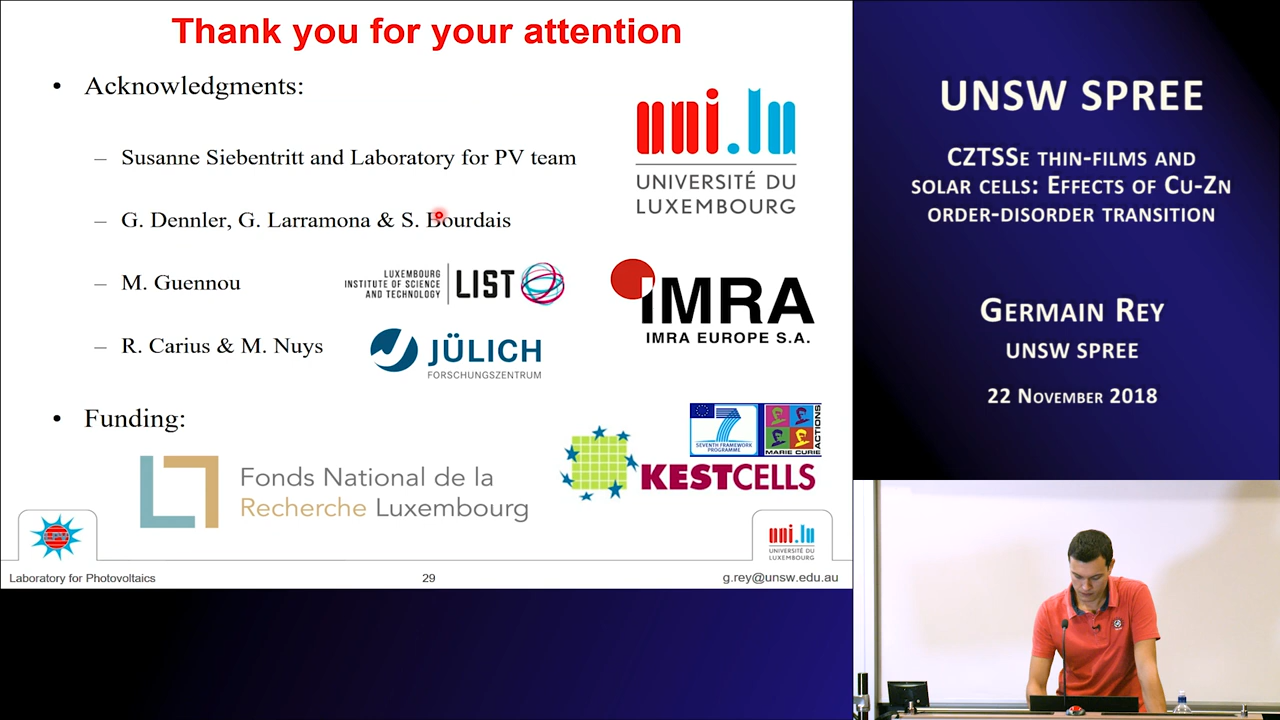 Thank you for your attention
• Acknowledgments:
– Susanne Siebentritt and Laboratory for PV team
– G. Dennler, G. Larramona & S. Bourdais
– M. Guennou
– R. Carius & M. Nuys
uni.lu
UNIVERSITÉ DU
LUXEMBOURG
LUXEMBOURG
INSTITUTE OF SCIENCE
AND TECHNOLOGY
LIST
IMRA
IMRA EUROPE S.A.
JÜLICH
FORSCHUNGSZENTRUM
• Funding:
Fonds National de la
Recherche Luxembourg
7
SEVENTH FRAMEWORK
PROGRAMME
MARIE CURIE
ACTIONS
KESTCELLS
uni.lu
UNIVERSITÉ DU
LUXEMBOURG
Laboratory for Photovoltaics
29
g.rey@unsw.edu.au
UNSW SPREE
CZTSSe thin-films and
solar cells: Effects of Cu-Zn
order-disorder transition
Germain Rey
UNSW SPREE
22 November 2018